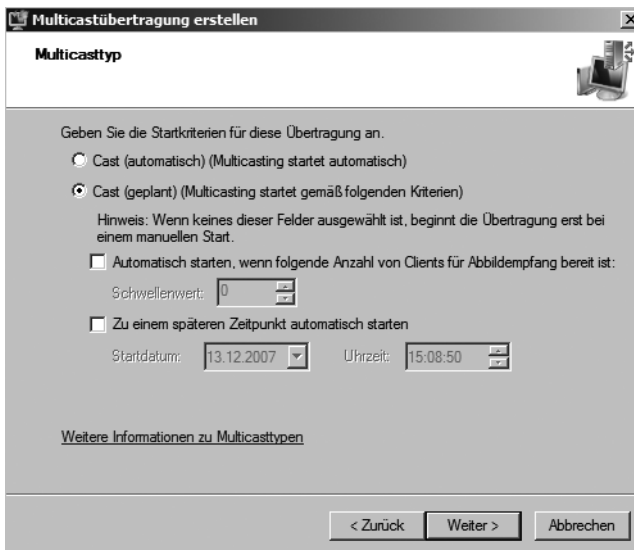 Multicastübertragung erstellen
Multicasttyp
Geben Sie die Startkriterien für diese Übertragung an.
Cast (automatisch) (Multicasting startet automatisch)
Cast (geplant) (Multicasting startet gemäß folgenden Kriterien)
Hinweis: Wenn keines dieser Felder ausgewählt ist, beginnt die Übertragung erst bei
einem manuellen Start.
Automatisch starten, wenn folgende Anzahl von Clients für Abbildempfang bereit ist:
Schwellenwert: 0
Zu einem späteren Zeitpunkt automatisch starten
Startdatum: 13.12.2007 Uhrzeit: 15:08:50
Weitere Informationen zu Multicasttypen
< Zurück Weiter > Abbrechen